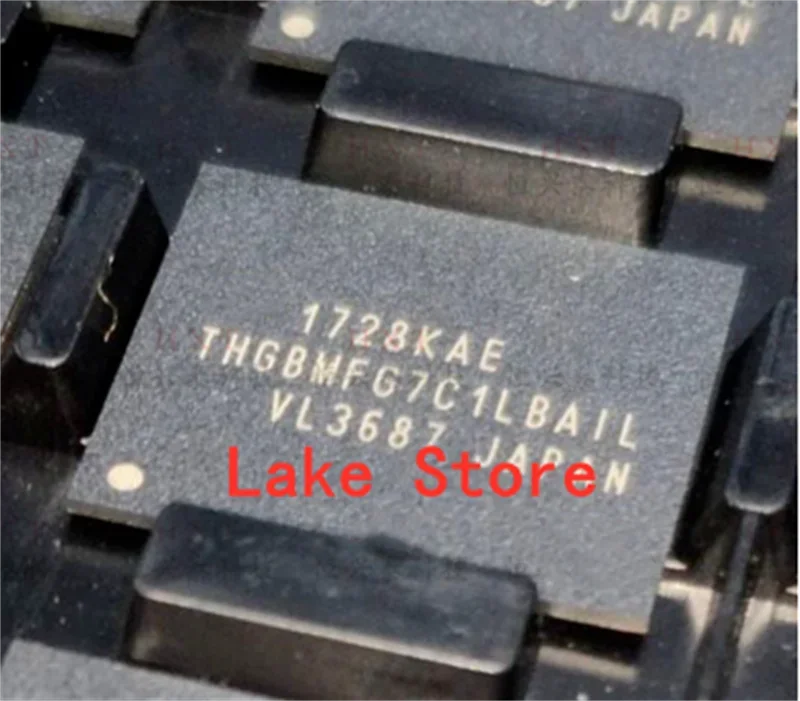 JAPAN
1728KAE
THGBMFG7C1LBAIL
VL3687 JAPAN
Lake Store